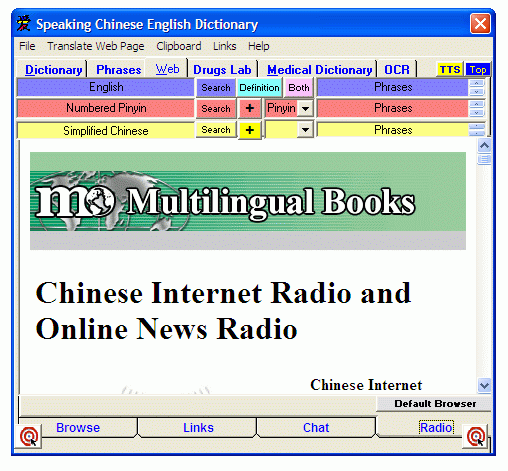 Speaking Chinese English Dictionary
File Translate Web Page Clipboard Links Help
Dictionary Phrases Web Drugs Lab Medical Dictionary OCR TTS Top
English Search Definition Both Phrases
Numbered Pinyin Search + Pinyin Phrases
Simplified Chinese Search + Phrases
m Multilingual Books
Chinese Internet Radio and
Online News Radio
Chinese Internet
Default Browser
Browse Links Chat Radio